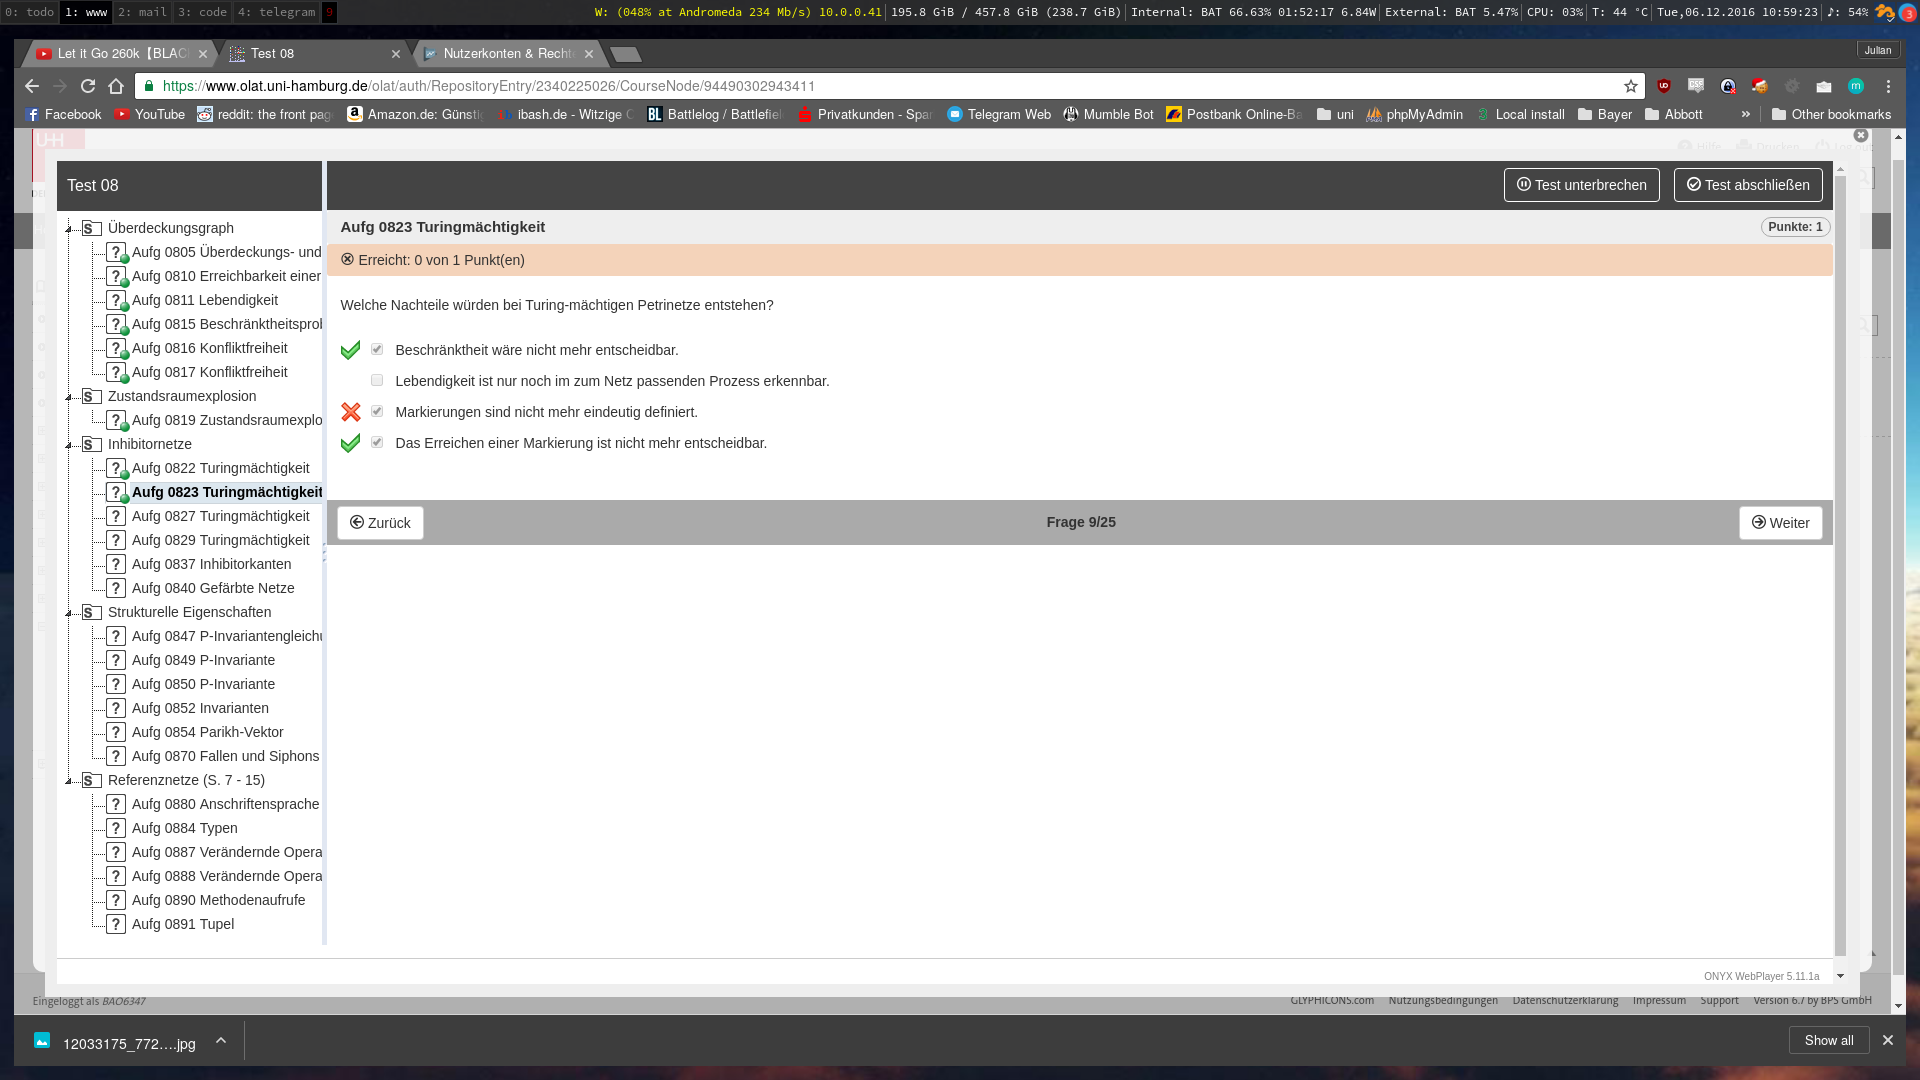 0: todo 1: www 2: mail 3: code 4: telegram 9 W: (048% at Andromeda 234 Mb/s) 10.0.0.41 195.8 GiB / 457.8 GiB (238.7 GiB) Internal: BAT 66.63% 01:52:17 6.84W External: BAT 5.47% CPU: 03% T: 44 °C Tue,06.12.2016 10:59:23 ♪: 54% 3
Let it Go 260k【BLAC Test 08 Nutzerkonten & Recht Julian
https://www.olat.uni-hamburg.de/olat/auth/RepositoryEntry/2340225026/CourseNode/94490302943411
Facebook YouTube reddit: the front pag Amazon.de: Günsti ibash.de - Witzige Battlelog / Battlefiel Privatkunden - Spar Telegram Web Mumble Bot Postbank Online-Ba uni phpMyAdmin Local install Bayer Abbott » Other bookmarks
Test 08 Test unterbrechen Test abschließen
Überdeckungsgraph
Aufg 0805 Überdeckungs- und
Aufg 0810 Erreichbarkeit einer
Aufg 0811 Lebendigkeit
Aufg 0815 Beschränktheitsprol
Aufg 0816 Konfliktfreiheit
Aufg 0817 Konfliktfreiheit
Zustandsraumexplosion
Aufg 0819 Zustandsraumexplo
Inhibitornetze
Aufg 0822 Turingmächtigkeit
Aufg 0823 Turingmächtigkeit
Aufg 0827 Turingmächtigkeit
Aufg 0829 Turingmächtigkeit
Aufg 0837 Inhibitorkanten
Aufg 0840 Gefärbte Netze
Strukturelle Eigenschaften
Aufg 0847 P-Invariantengleichu
Aufg 0849 P-Invariante
Aufg 0850 P-Invariante
Aufg 0852 Invarianten
Aufg 0854 Parikh-Vektor
Aufg 0870 Fallen und Siphons
Referenznetze (S. 7 - 15)
Aufg 0880 Anschriftensprache
Aufg 0884 Typen
Aufg 0887 Verändernde Opera
Aufg 0888 Verändernde Opera
Aufg 0890 Methodenaufrufe
Aufg 0891 Tupel
Aufg 0823 Turingmächtigkeit Punkte: 1
Erreicht: 0 von 1 Punkt(en)
Welche Nachteile würden bei Turing-mächtigen Petrinetze entstehen?
Beschränktheit wäre nicht mehr entscheidbar.
Lebendigkeit ist nur noch im zum Netz passenden Prozess erkennbar.
Markierungen sind nicht mehr eindeutig definiert.
Das Erreichen einer Markierung ist nicht mehr entscheidbar.
Zurück Frage 9/25 Weiter
ONYX WebPlayer 5.11.1a
Eingeloggt als BAO6347 GLYPHICONS.com Nutzungsbedingungen Datenschutzerklärung Impressum Support Version 6.7 by BPS GmbH
12033175_772....jpg Show all